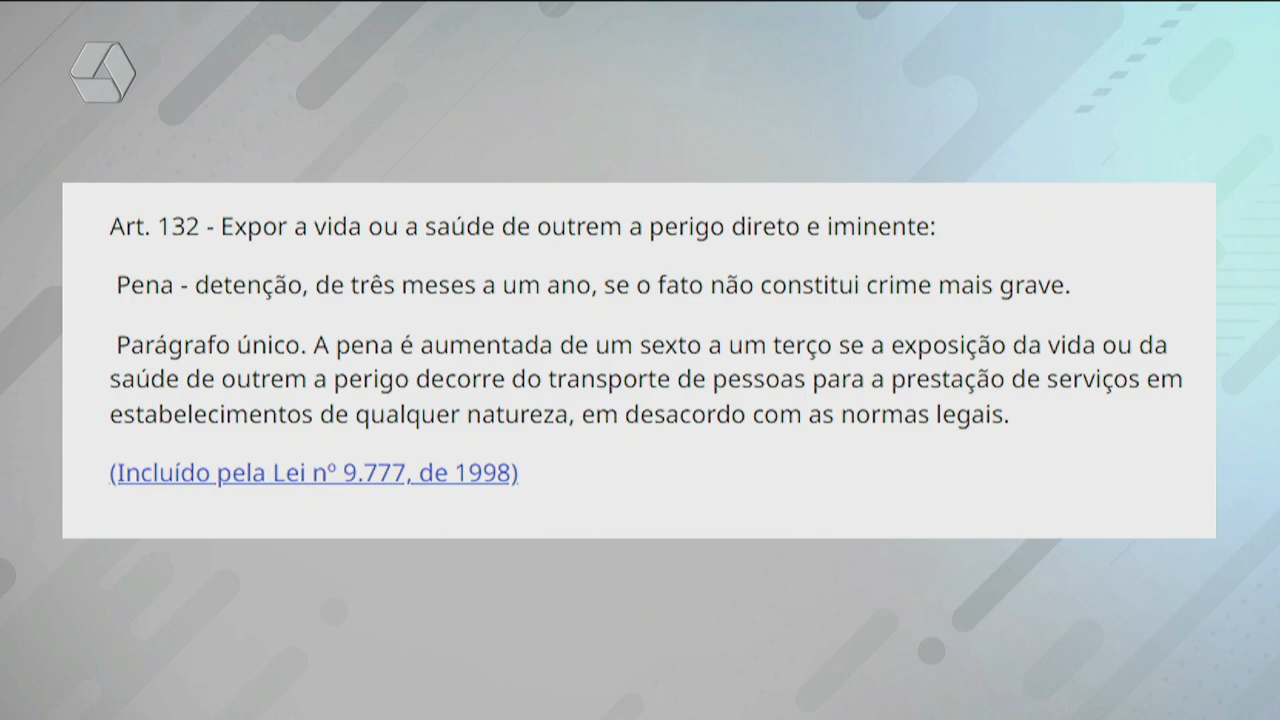 Art. 132 - Expor a vida ou a saúde de outrem a perigo direto e iminente:
Pena - detenção, de três meses a um ano, se o fato não constitui crime mais grave.
Parágrafo único. A pena é aumentada de um sexto a um terço se a exposição da vida ou da
saúde de outrem a perigo decorre do transporte de pessoas para a prestação de serviços em
estabelecimentos de qualquer natureza, em desacordo com as normas legais.
(Incluído pela Lei nº 9.777, de 1998)